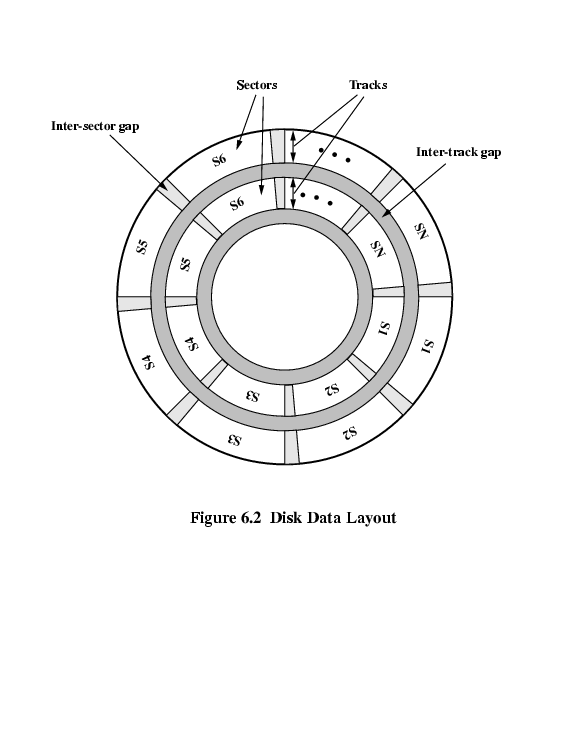 Sectors
Tracks
Inter-sector gap
Inter-track gap
S6
• • •
S6
• • •
SN
SN
S5
S5
S1
S1
S4
S4
S2
S2
S3
S3
Figure 6.2 Disk Data Layout